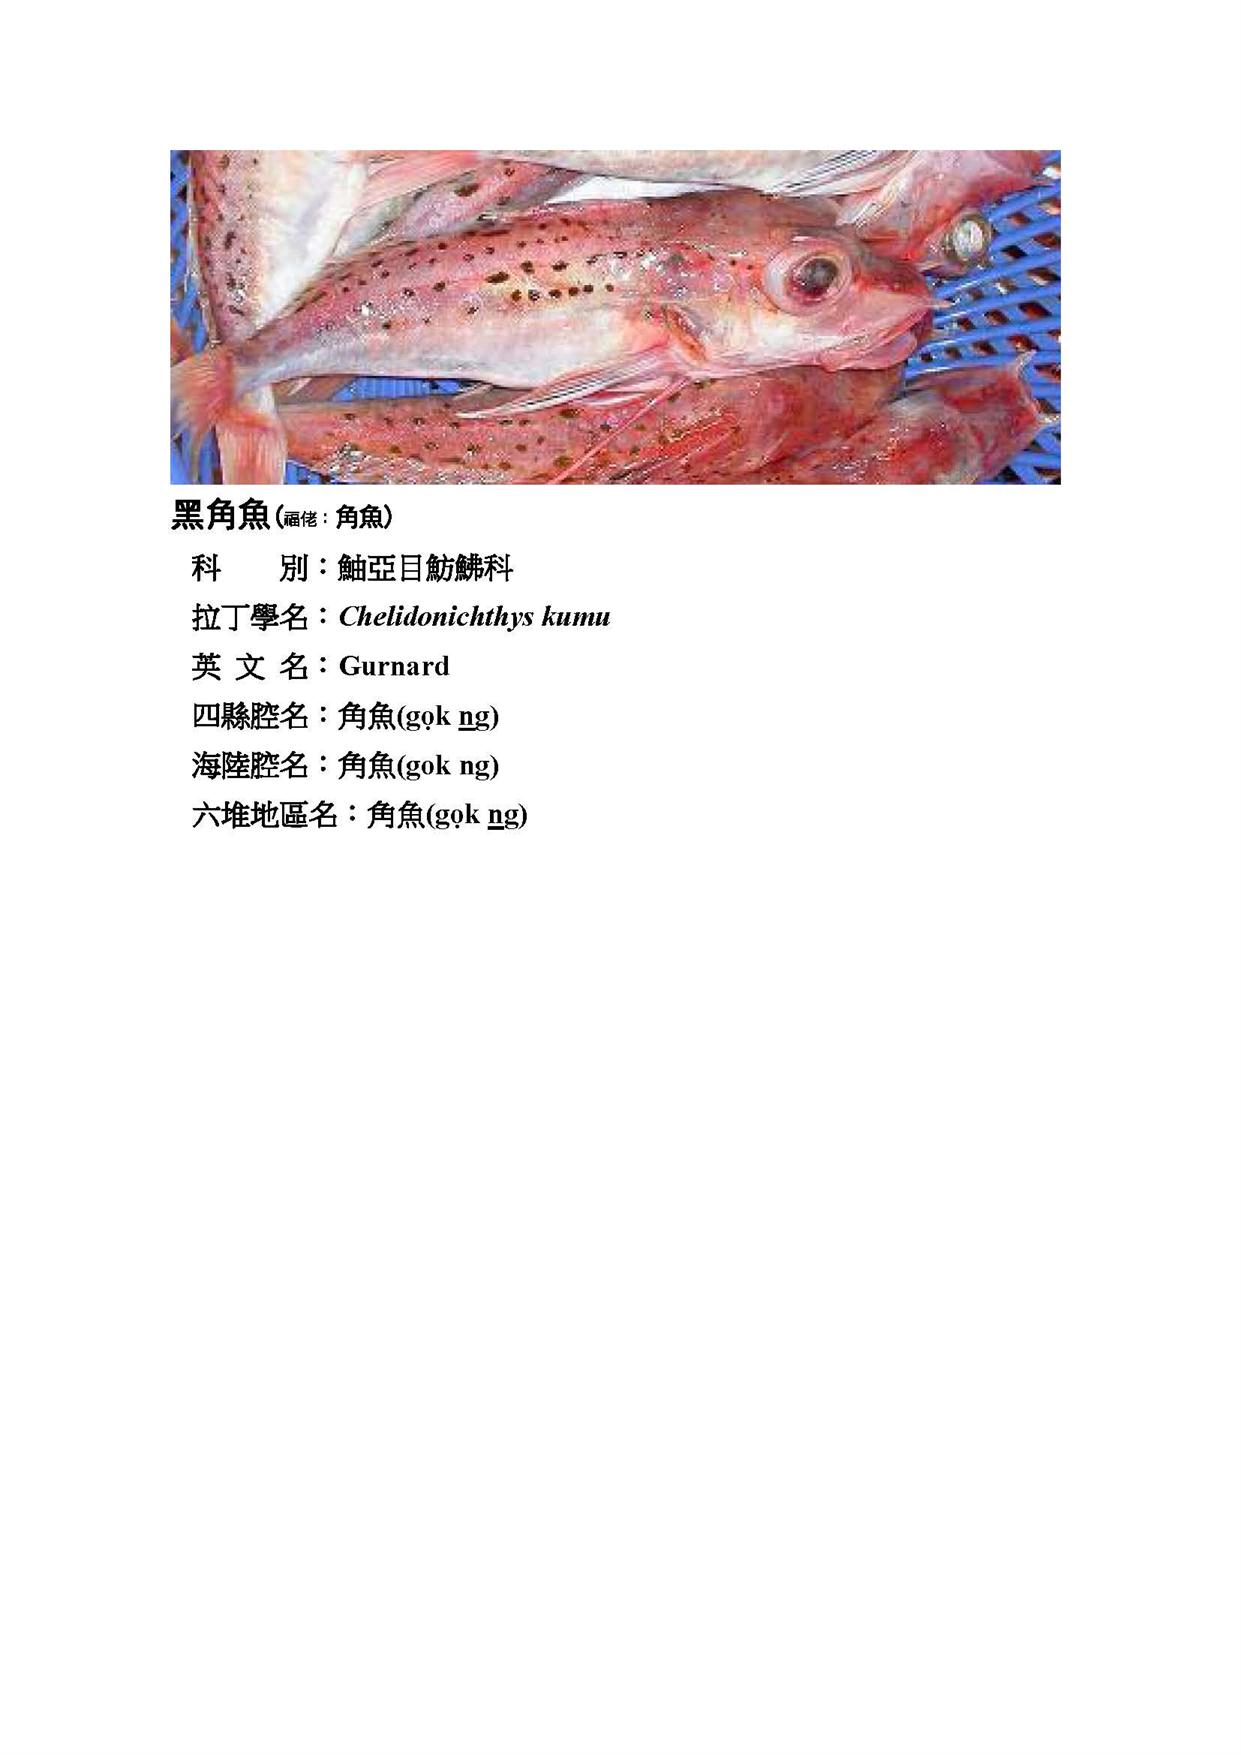 黑角魚(福佬：角魚)
科　　別：鮋亞目魴鮄科
拉丁學名：Chelidonichthys kumu
英 文 名：Gurnard
四縣腔名：角魚(gọk ng)
海陸腔名：角魚(gok ng)
六堆地區名：角魚(gọk ng)